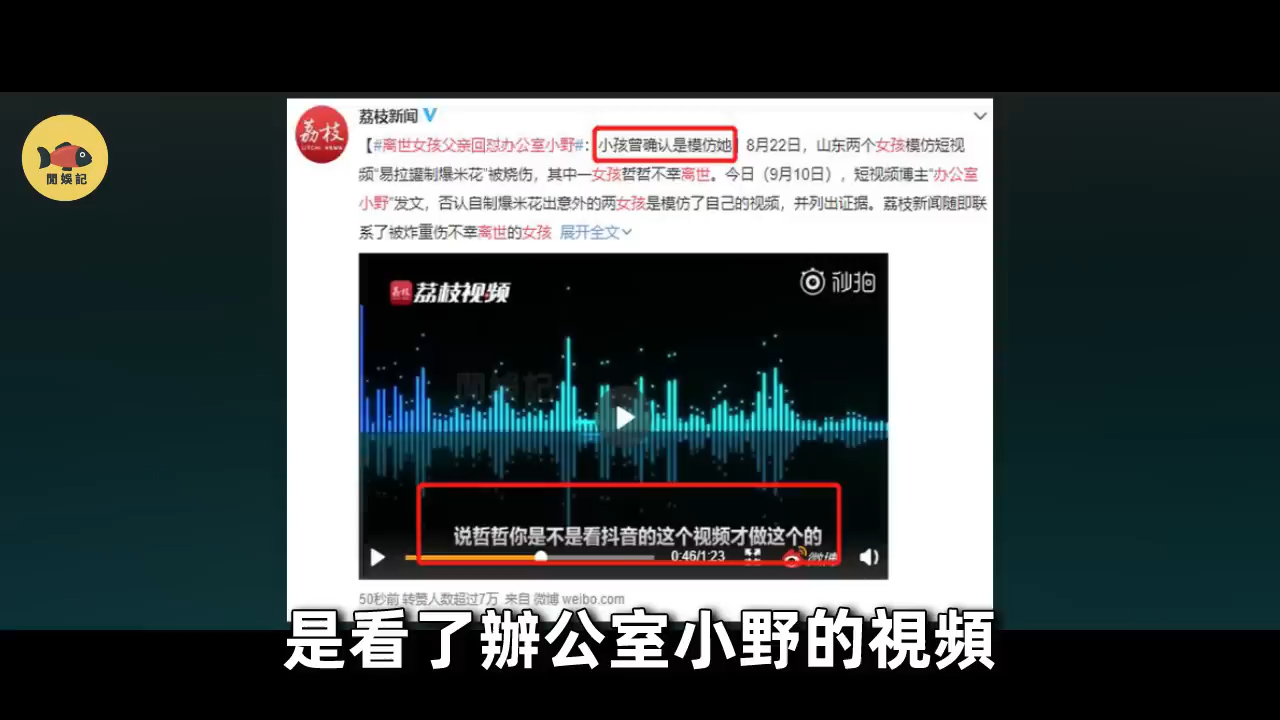 荔枝新闻
荔枝
LITCHI NEWS
【#离世女孩父亲回怼办公室小野#：小孩曾确认是模仿她】8月22日，山东两个女孩模仿短视
频“易拉罐制爆米花”被烧伤，其中一女孩哲哲不幸离世。今日（9月10日），短视频博主“办公室
小野”发文，否认自制爆米花出意外的两女孩是模仿了自己的视频，并列出证据。荔枝新闻随即联
系了被炸重伤不幸离世的女孩 展开全文
閒娛記
荔枝 荔枝视频
秒拍
閒娛記
说哲哲你是不是看抖音的这个视频才做这个的
0:46/1:23
微博
50秒前 转赞人数超过7万 来自 微博 weibo.com
是看了辦公室小野的視頻